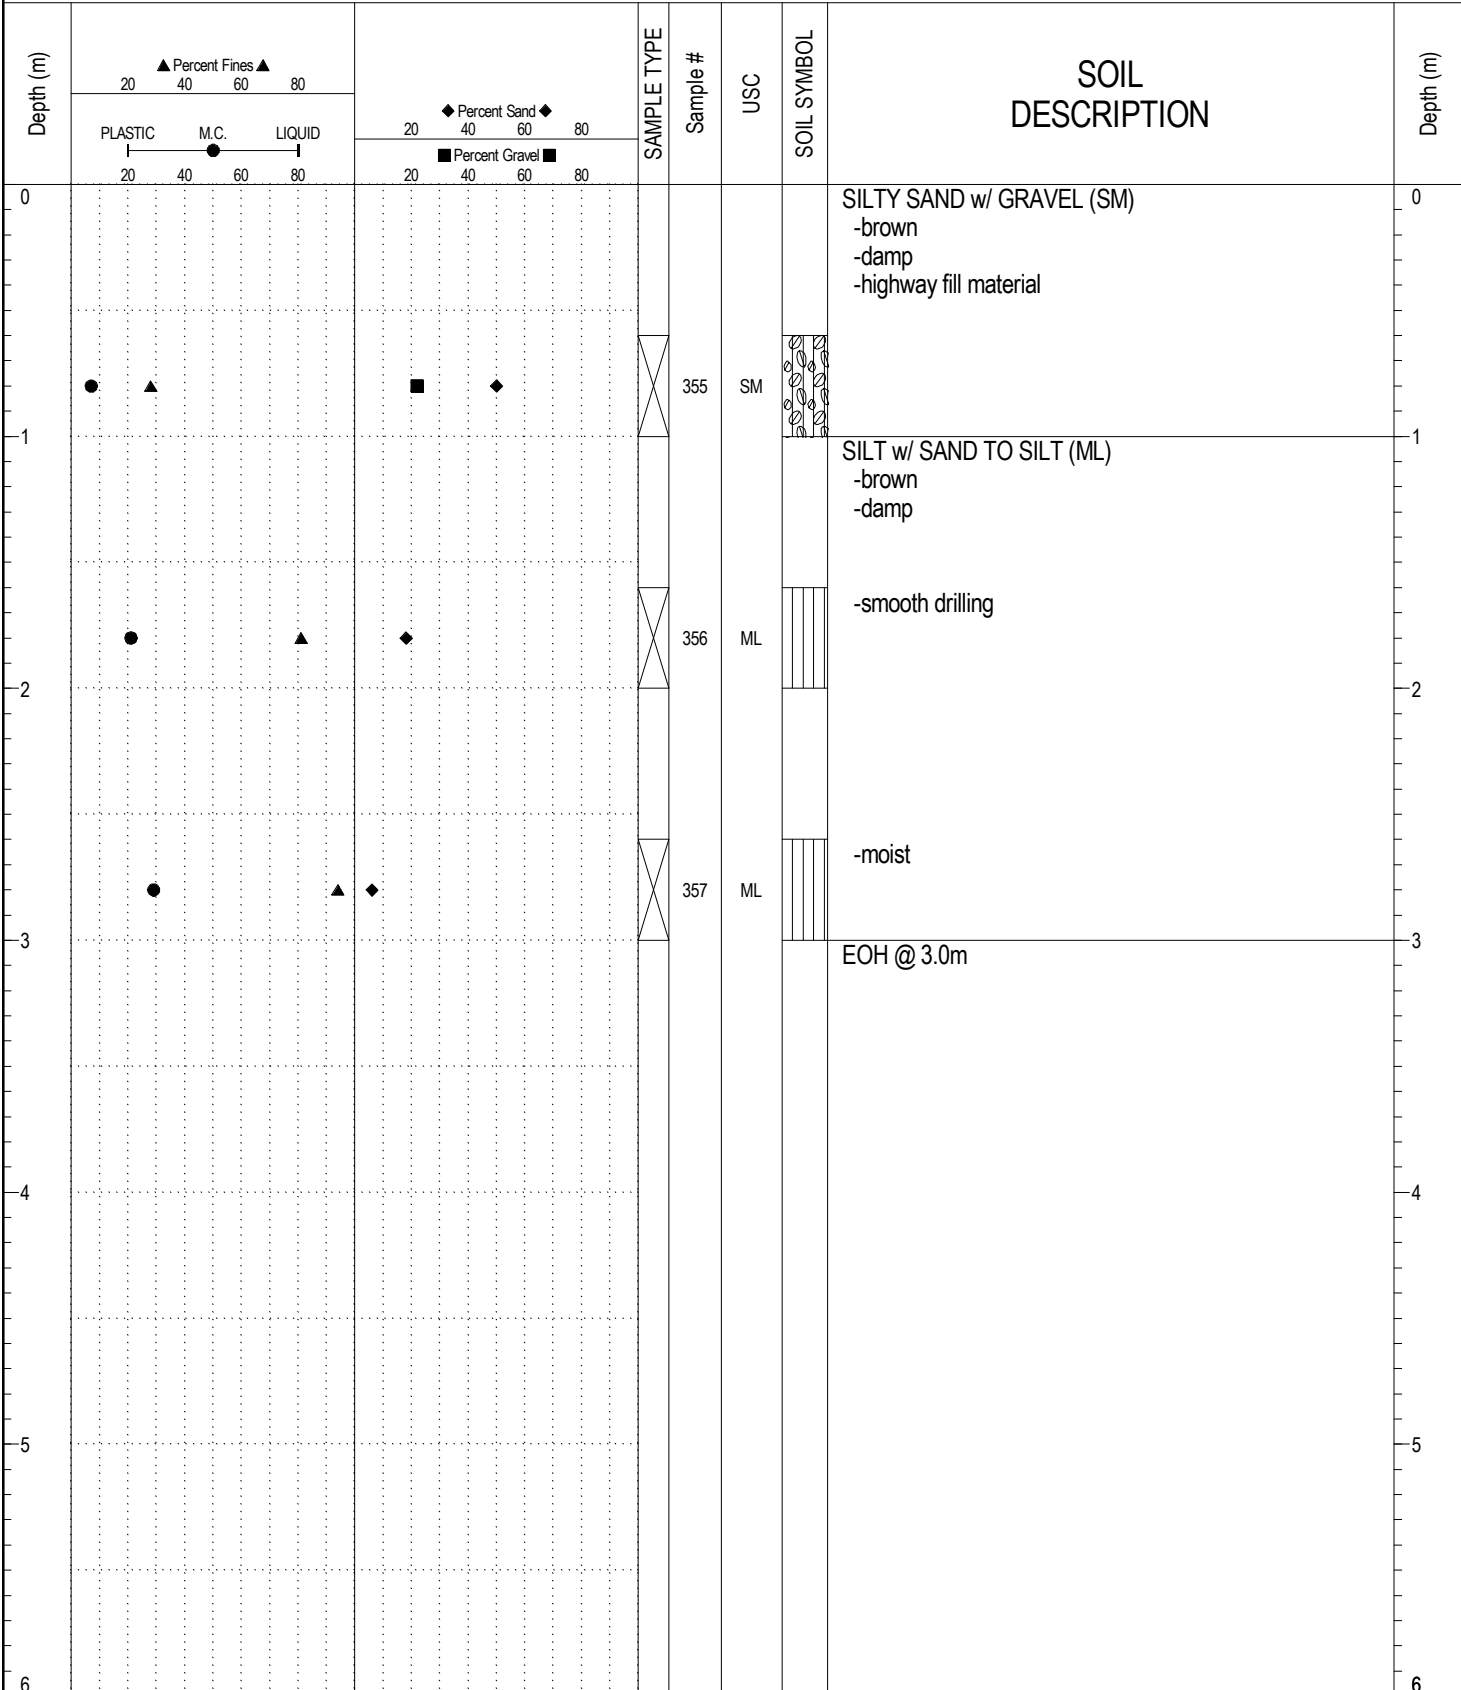 Depth (m)
▲ Percent Fines ▲
20 40 60 80
PLASTIC M.C. LIQUID
20 40 60 80
◆ Percent Sand ◆
20 40 60 80
■ Percent Gravel ■
20 40 60 80
SAMPLE TYPE
Sample #
USC
SOIL SYMBOL
SOIL
DESCRIPTION
Depth (m)
0 SILTY SAND w/ GRAVEL (SM) 0
-brown
-damp
-highway fill material
355 SM
1 1
SILT w/ SAND TO SILT (ML)
-brown
-damp
-smooth drilling
356 ML
2 2
-moist
357 ML
3 3
EOH @ 3.0m
4 4
5 5
6 6